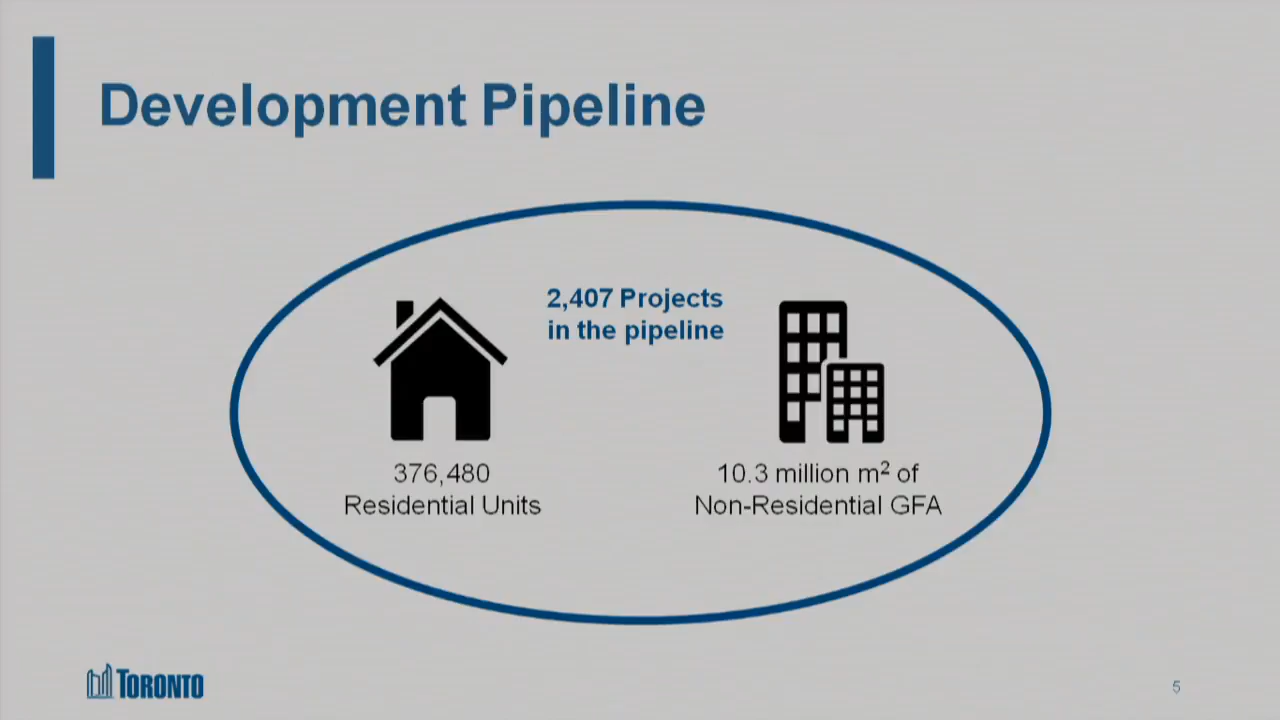 Development Pipeline
2,407 Projects
in the pipeline
376,480
Residential Units
10.3 million m² of
Non-Residential GFA
TORONTO
5